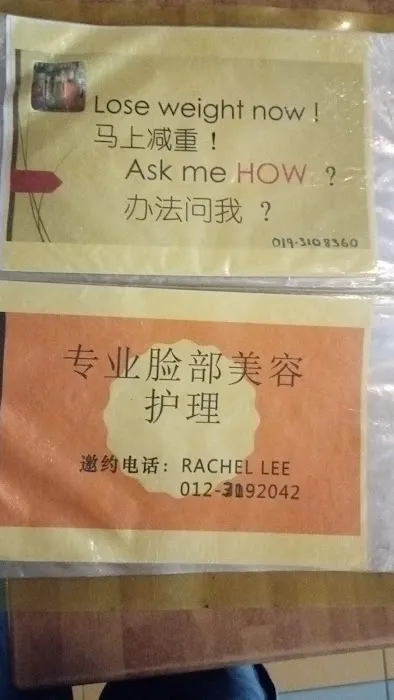 Lose weight now !
马上减重！
Ask me HOW ?
办法问我 ?
019-3108360
专业脸部美容
护理
邀约电话：RACHEL LEE
012-3192042